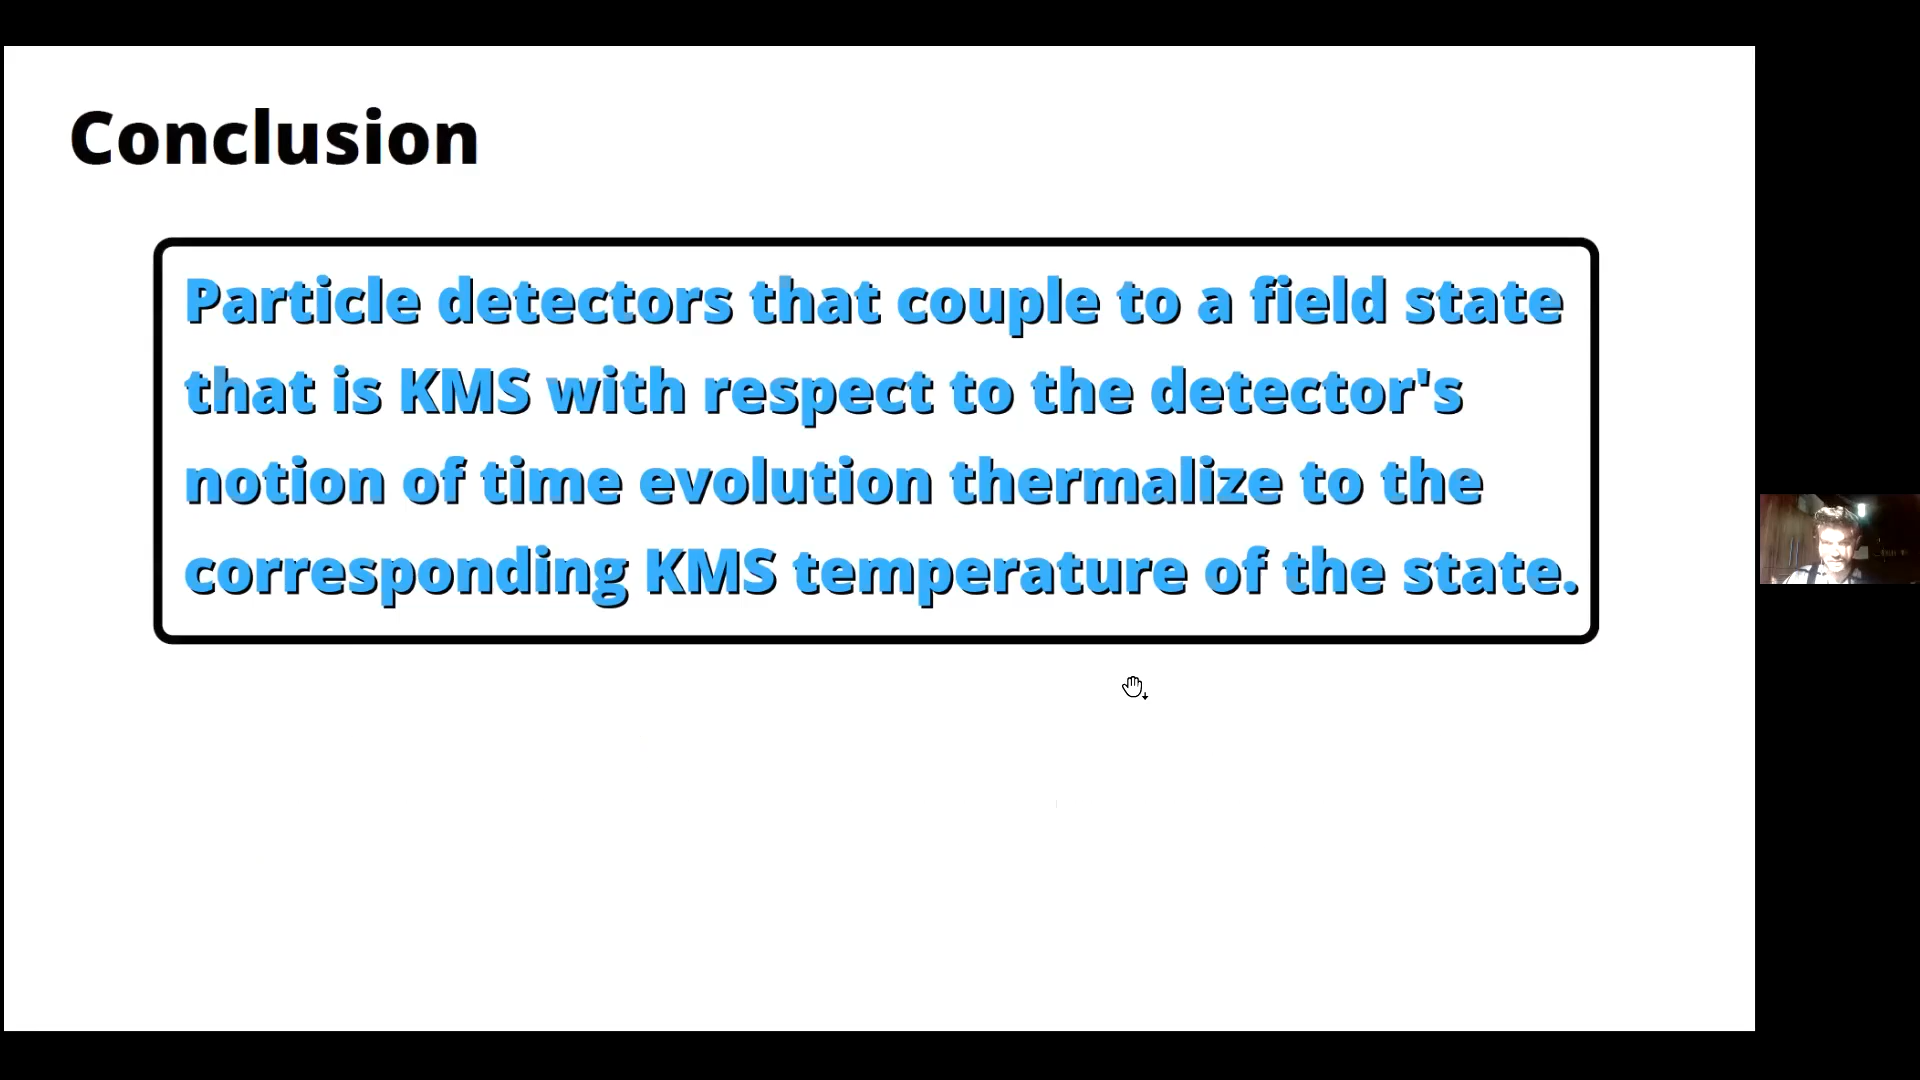 Conclusion
Particle detectors that couple to a field state
that is KMS with respect to the detector's
notion of time evolution thermalize to the
corresponding KMS temperature of the state.